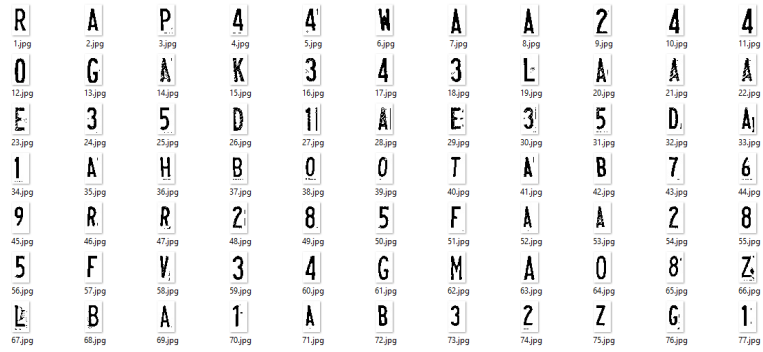 R A P 4 4 W A A 2 4 4
1.jpg 2.jpg 3.jpg 4.jpg 5.jpg 6.jpg 7.jpg 8.jpg 9.jpg 10.jpg 11.jpg
0 G A K 3 4 3 L A A A
12.jpg 13.jpg 14.jpg 15.jpg 16.jpg 17.jpg 18.jpg 19.jpg 20.jpg 21.jpg 22.jpg
E 3 5 D 1 A E 3 5 D A
23.jpg 24.jpg 25.jpg 26.jpg 27.jpg 28.jpg 29.jpg 30.jpg 31.jpg 32.jpg 33.jpg
1 A H B 0 0 T A B 7 6
34.jpg 35.jpg 36.jpg 37.jpg 38.jpg 39.jpg 40.jpg 41.jpg 42.jpg 43.jpg 44.jpg
9 R R 2 8 5 F A A 2 8
45.jpg 46.jpg 47.jpg 48.jpg 49.jpg 50.jpg 51.jpg 52.jpg 53.jpg 54.jpg 55.jpg
5 F V 3 4 G M A 0 8 Z
56.jpg 57.jpg 58.jpg 59.jpg 60.jpg 61.jpg 62.jpg 63.jpg 64.jpg 65.jpg 66.jpg
L B A 1 A B 3 2 Z G 1
67.jpg 68.jpg 69.jpg 70.jpg 71.jpg 72.jpg 73.jpg 74.jpg 75.jpg 76.jpg 77.jpg